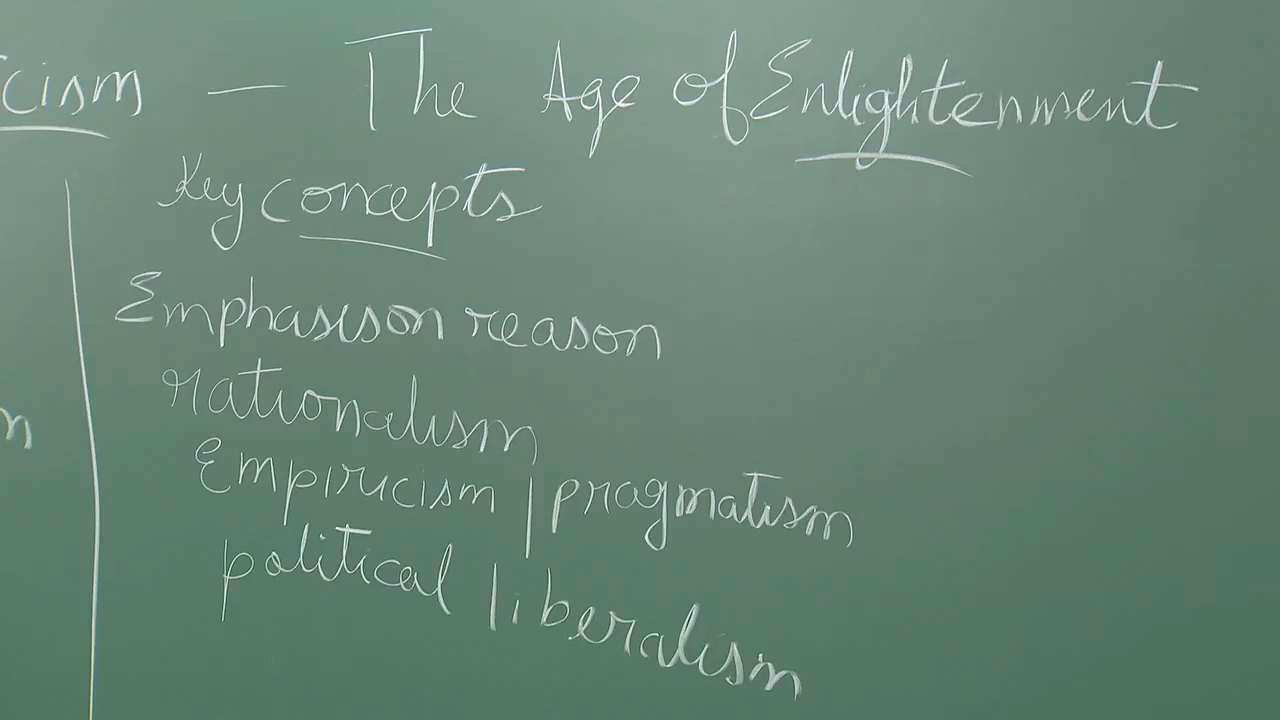 cism — The Age of Enlightenment
Key concepts
Emphasis on reason
rationalism
n
Empiricism | pragmatism
political liberalism